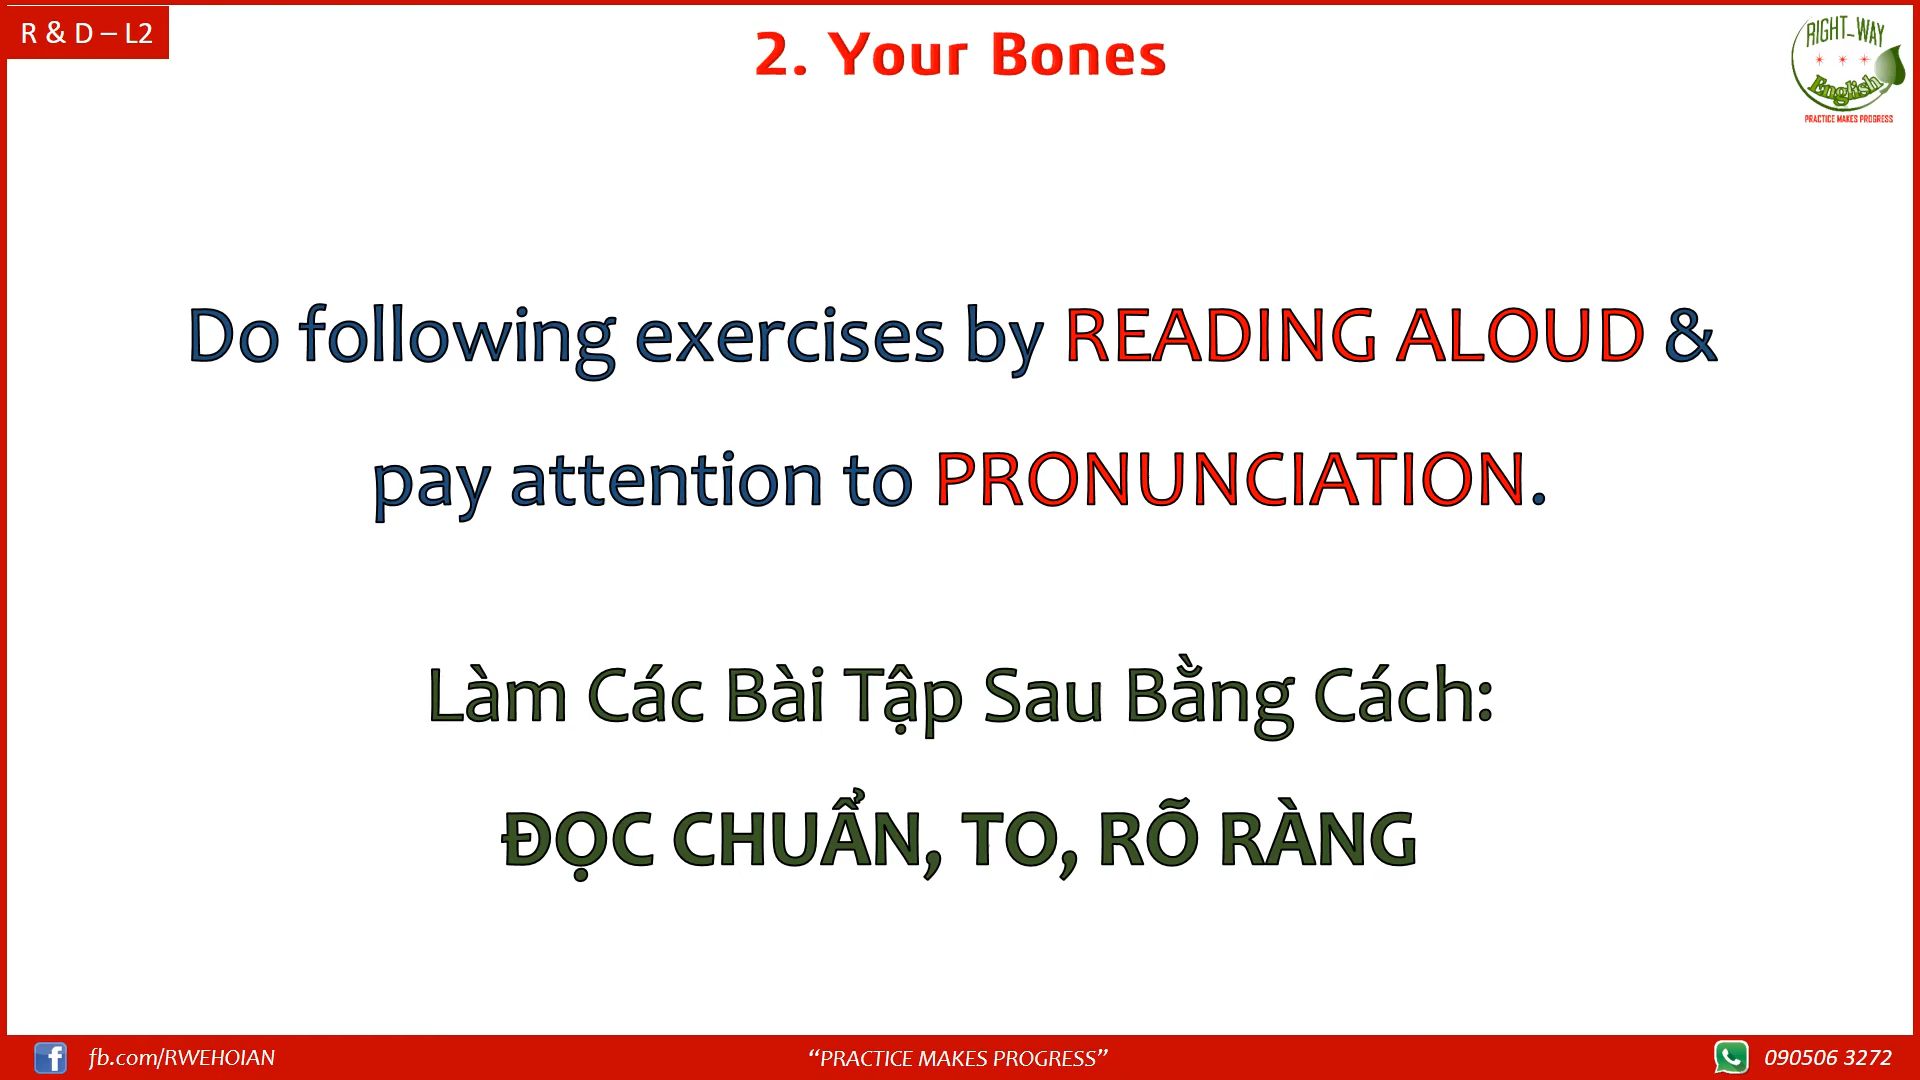 R & D – L2
2. Your Bones
RIGHT-WAY
English
PRACTICE MAKES PROGRESS
Do following exercises by READING ALOUD &
pay attention to PRONUNCIATION.
Làm Các Bài Tập Sau Bằng Cách:
ĐỌC CHUẨN, TO, RÕ RÀNG
fb.com/RWEHOIAN
“PRACTICE MAKES PROGRESS”
090506 3272